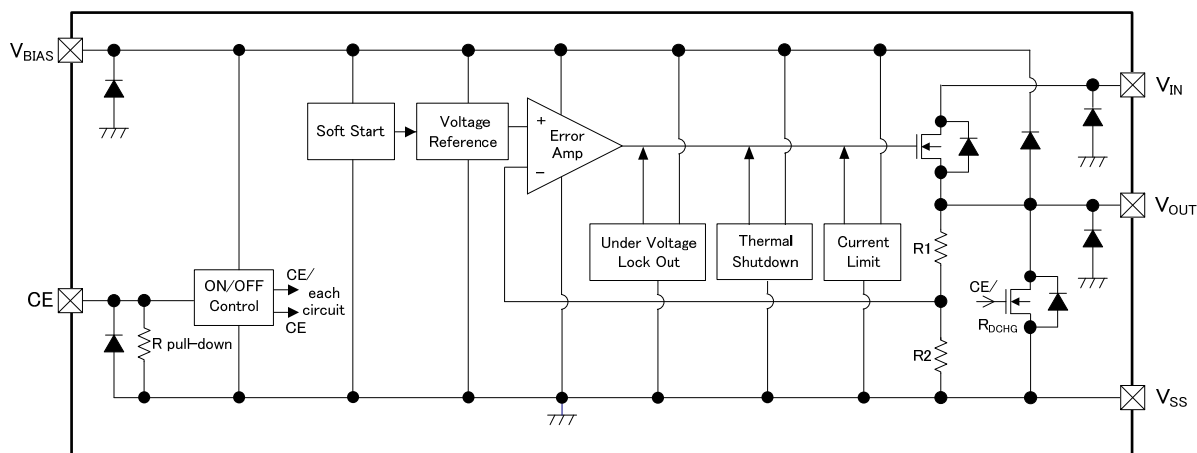 VBIAS
VIN
Soft Start
Voltage
Reference
+
Error
Amp
−
VOUT
Under Voltage
Lock Out
Thermal
Shutdown
Current
Limit
R1
CE
ON/OFF
Control
CE/
each
circuit
CE
CE/
RDCHG
R pull-down
R2
VSS